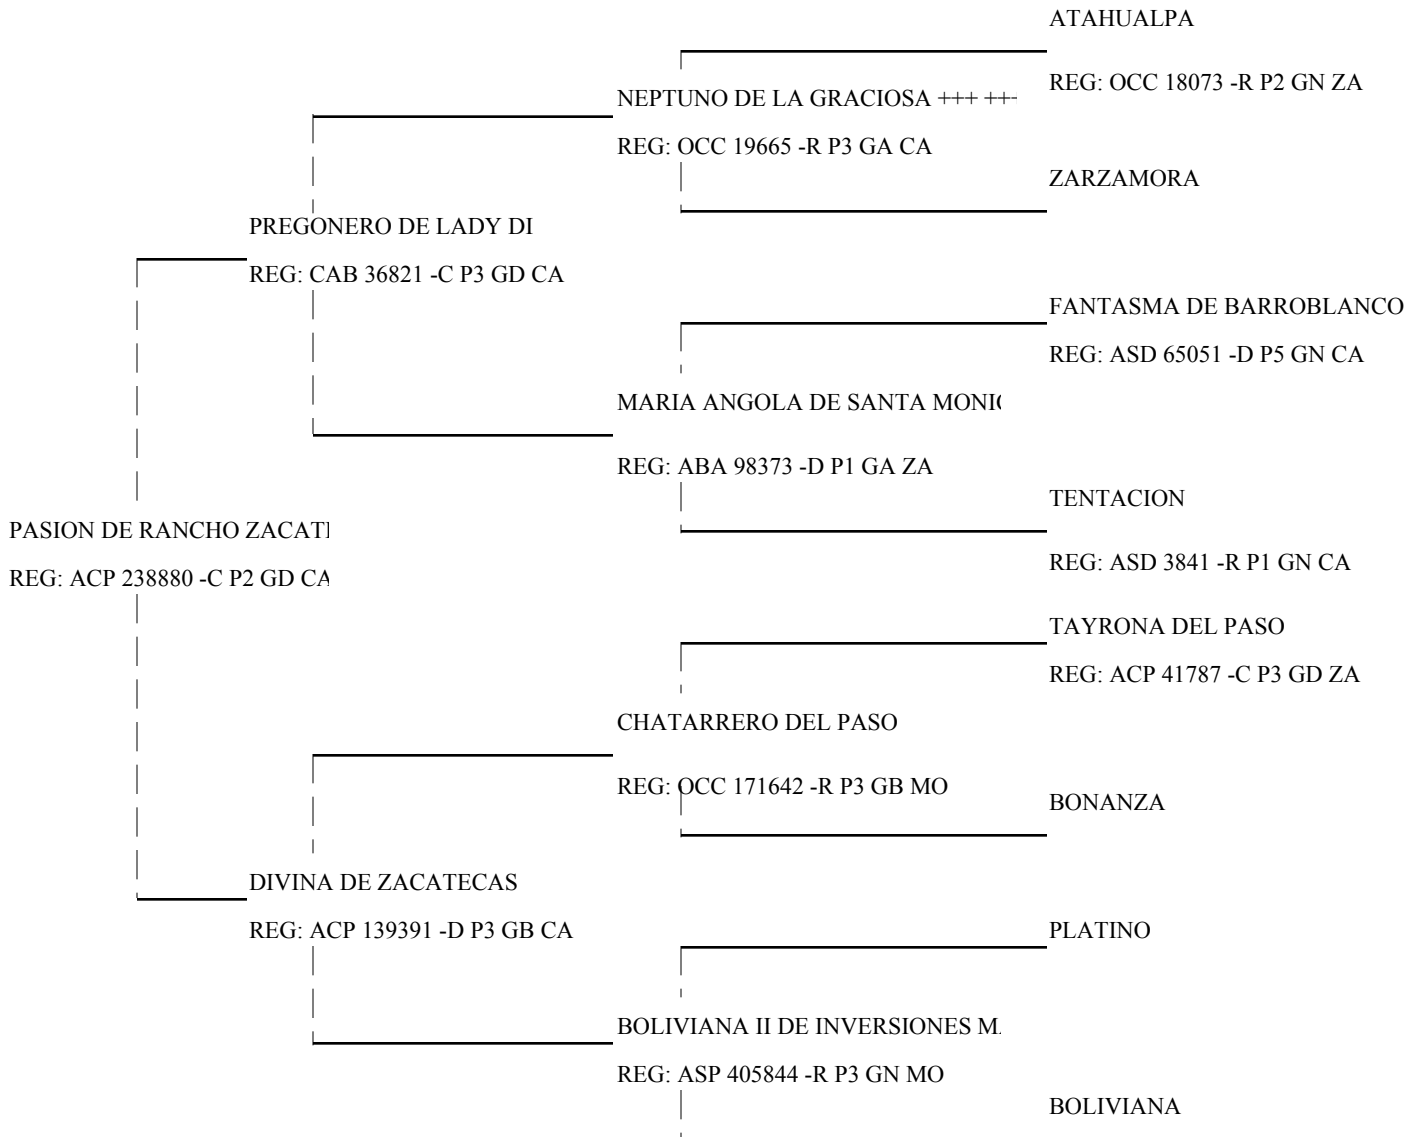 ATAHUALPA
REG: OCC 18073 -R P2 GN ZA
NEPTUNO DE LA GRACIOSA +++ ++
REG: OCC 19665 -R P3 GA CA
ZARZAMORA
PREGONERO DE LADY DI
REG: CAB 36821 -C P3 GD CA
FANTASMA DE BARROBLANCO
REG: ASD 65051 -D P5 GN CA
MARIA ANGOLA DE SANTA
REG: ABA 98373 -D P1 GA ZA
TENTACION
REG: ASD 3841 -R P1 GN CA
PASION DE RANCHO
REG: ACP 238880 -C P2 GD CA
TAYRONA DEL PASO
REG: ACP 41787 -C P3 GD ZA
CHATARRERO DEL PASO
REG: OCC 171642 -R P3 GB MO
BONANZA
DIVINA DE ZACATECAS
REG: ACP 139391 -D P3 GB CA
PLATINO
BOLIVIANA II DE INVERSIONES M
REG: ASP 405844 -R P3 GN MO
BOLIVIANA